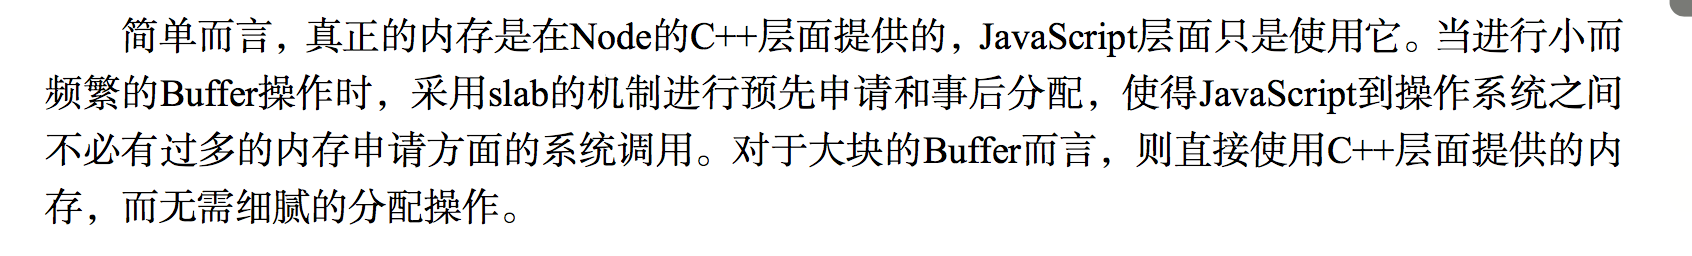 简单而言，真正的内存是在Node的C++层面提供的，JavaScript层面只是使用它。当进行小而
频繁的Buffer操作时，采用slab的机制进行预先申请和事后分配，使得JavaScript到操作系统之间
不必有过多的内存申请方面的系统调用。对于大块的Buffer而言，则直接使用C++层面提供的内
存，而无需细腻的分配操作。